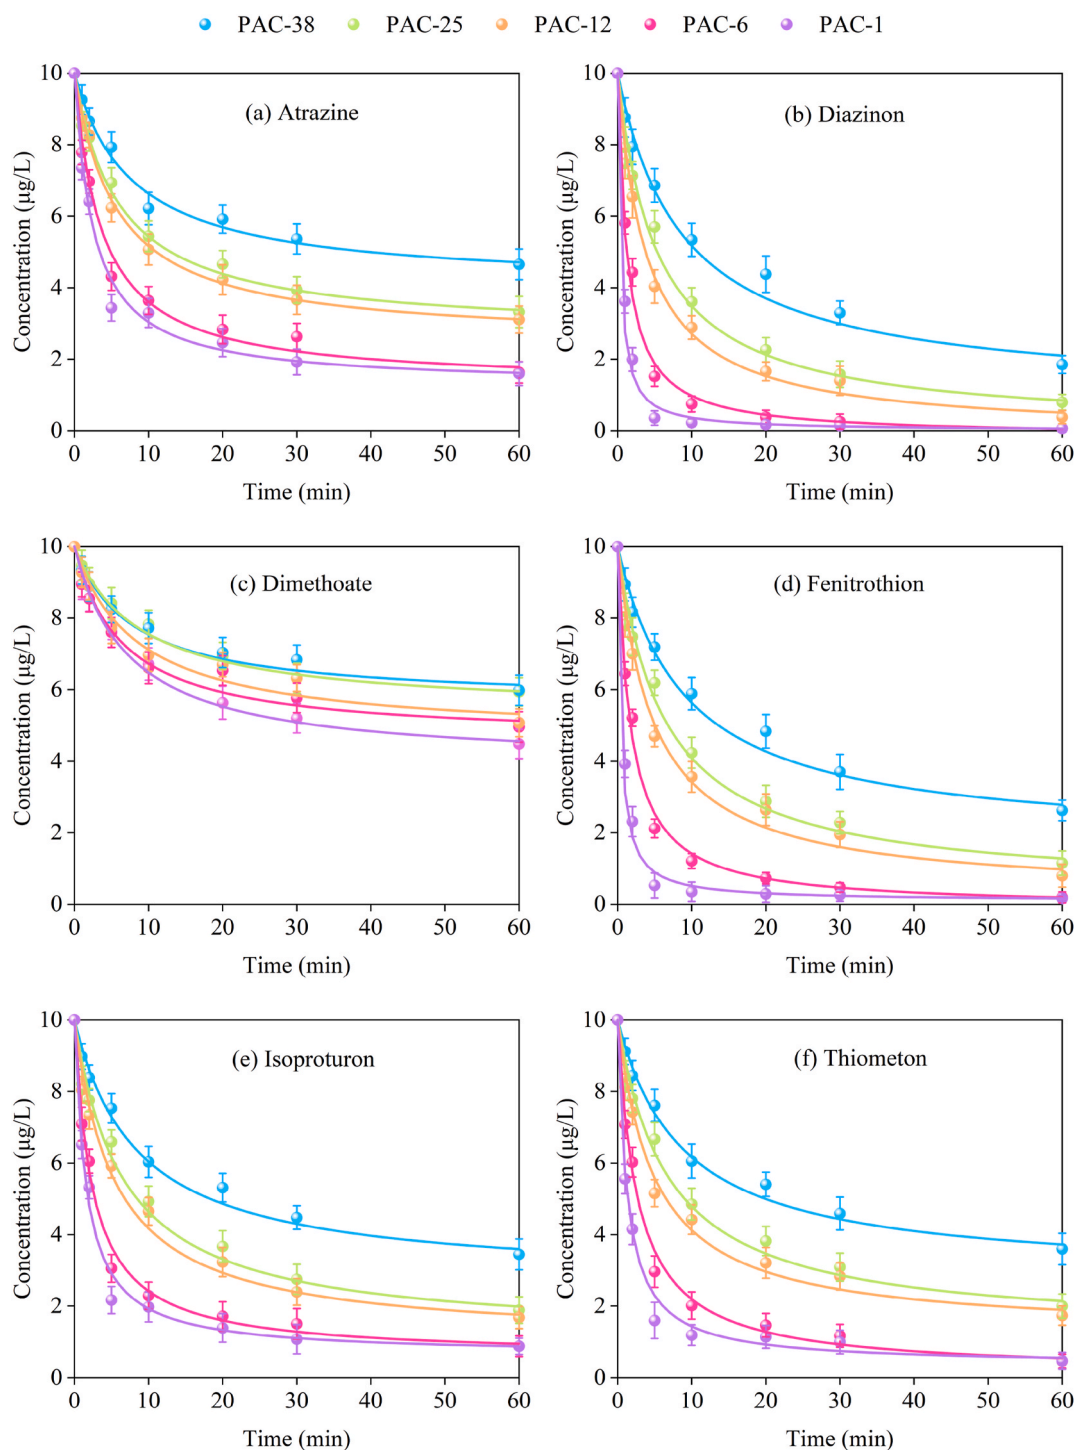 PAC-38 PAC-25 PAC-12 PAC-6 PAC-1
(a) Atrazine
Concentration (μg/L)
10
8
6
4
2
0
0 10 20 30 40 50 60
Time (min)
(b) Diazinon
Concentration (μg/L)
10
8
6
4
2
0
0 10 20 30 40 50 60
Time (min)
(c) Dimethoate
Concentration (μg/L)
10
8
6
4
2
0
0 10 20 30 40 50 60
Time (min)
(d) Fenitrothion
Concentration (μg/L)
10
8
6
4
2
0
0 10 20 30 40 50 60
Time (min)
(e) Isoproturon
Concentration (μg/L)
10
8
6
4
2
0
0 10 20 30 40 50 60
Time (min)
(f) Thiometon
Concentration (μg/L)
10
8
6
4
2
0
0 10 20 30 40 50 60
Time (min)